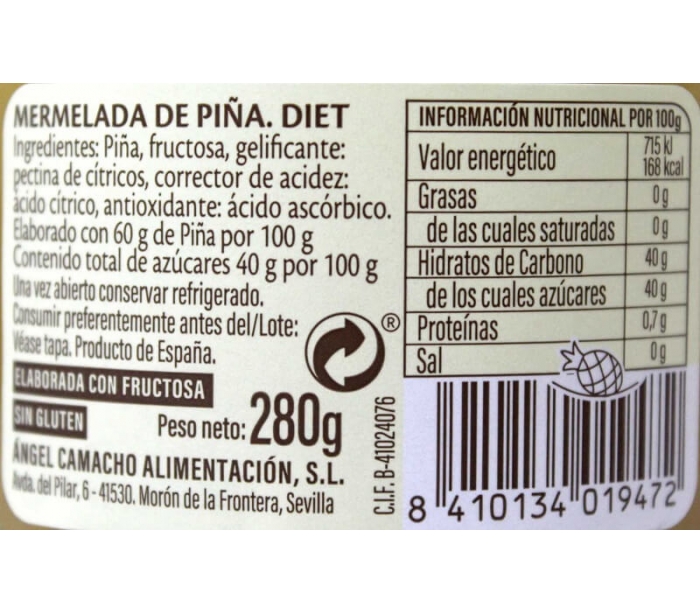 MERMELADA DE PIÑA. DIET
Ingredientes: Piña, fructosa, gelificante:
pectina de cítricos, corrector de acidez:
ácido cítrico, antioxidante: ácido ascórbico.
Elaborado con 60 g de Piña por 100 g
Contenido total de azúcares 40 g por 100 g
Una vez abierto conservar refrigerado.
Consumir preferentemente antes del/Lote:
Véase tapa. Producto de España.
®
ELABORADA CON FRUCTOSA
SIN GLUTEN
Peso neto: 280g
ÁNGEL CAMACHO ALIMENTACIÓN, S.L.
Avda. del Pilar, 6 - 41530. Morón de la Frontera, Sevilla
C.I.F. B-41024076
INFORMACIÓN NUTRICIONAL POR 100g
Valor energético 715 kJ
168 kcal
Grasas 0g
de las cuales saturadas 0g
Hidratos de Carbono 40g
de los cuales azúcares 40g
Proteínas 0,7g
Sal 0g
8 410134 019472